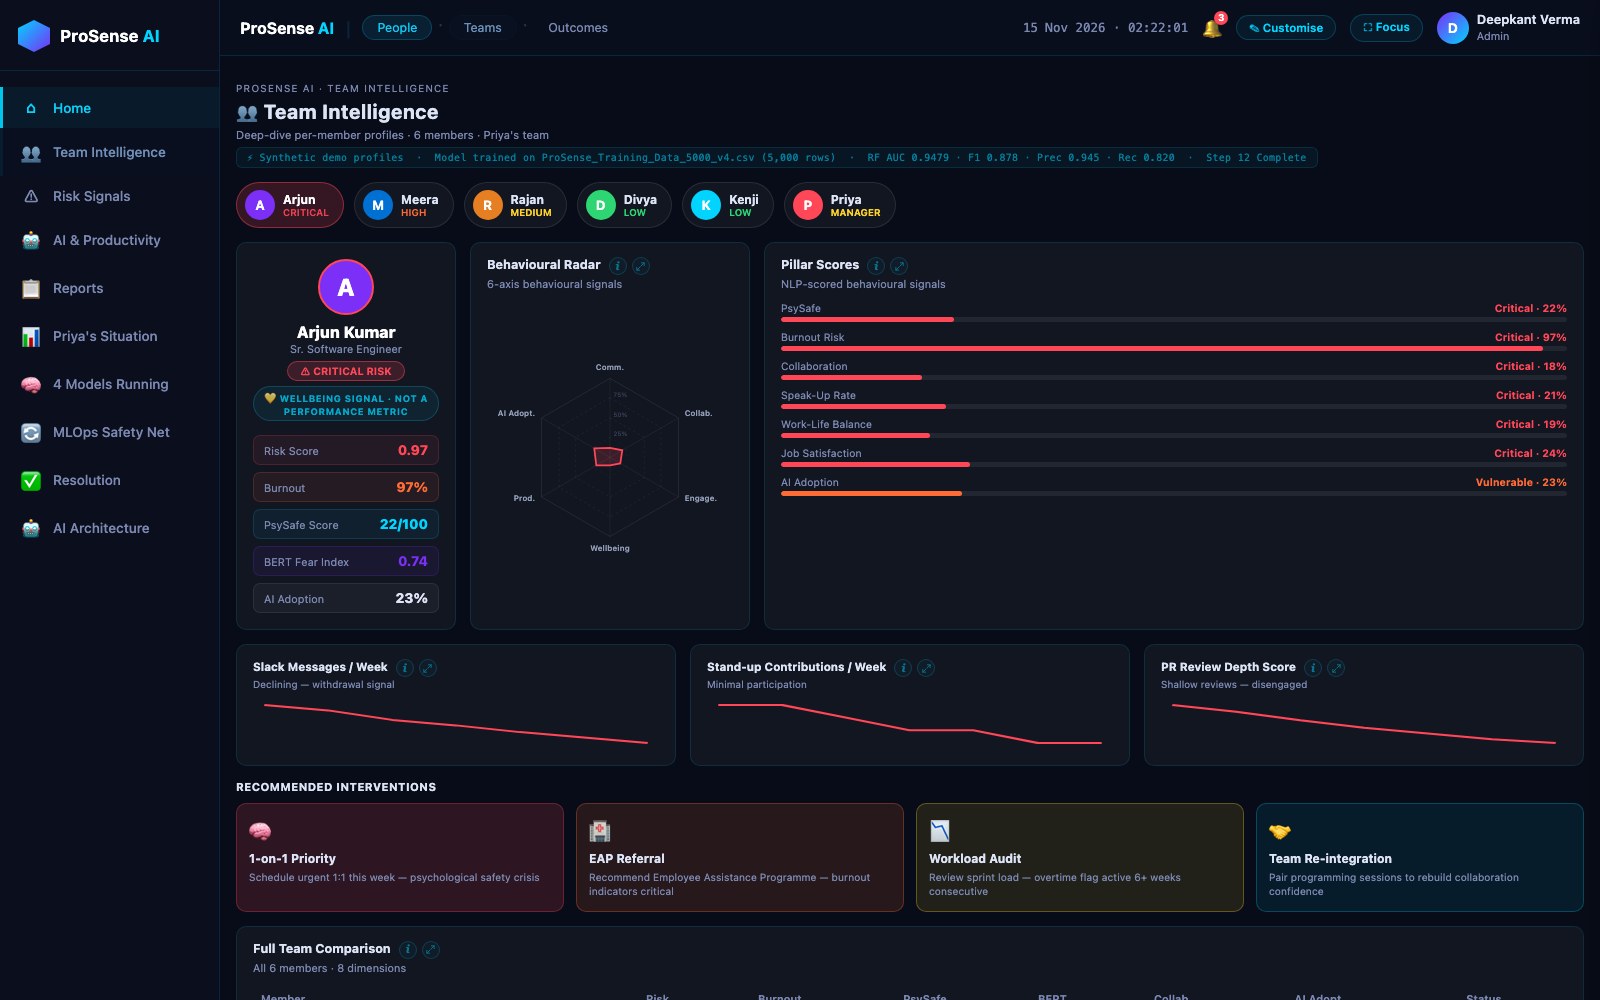 ProSense AI
Home
Team Intelligence
Risk Signals
AI & Productivity
Reports
Priya's Situation
4 Models Running
MLOps Safety Net
Resolution
AI Architecture
ProSense AI
People · Teams · Outcomes
15 Nov 2026 · 02:22:01
3
✎ Customise
⛶ Focus
D
Deepkant Verma
Admin
PROSENSE AI · TEAM INTELLIGENCE
👥 Team Intelligence
Deep-dive per-member profiles · 6 members · Priya's team
⚡ Synthetic demo profiles · Model trained on ProSense_Training_Data_5000_v4.csv (5,000 rows) · RF AUC 0.9479 · F1 0.878 · Prec 0.945 · Rec 0.820 · Step 12 Complete
A
Arjun
CRITICAL
M
Meera
HIGH
R
Rajan
MEDIUM
D
Divya
LOW
K
Kenji
LOW
P
Priya
MANAGER
A
Arjun Kumar
Sr. Software Engineer
⚠ CRITICAL RISK
💛 WELLBEING SIGNAL · NOT A
PERFORMANCE METRIC
Risk Score 0.97
Burnout 97%
PsySafe Score 22/100
BERT Fear Index 0.74
AI Adoption 23%
Behavioural Radar i
6-axis behavioural signals
Comm.
75%
AI Adopt.
50%
Collab.
25%
Prod.
Engage.
Wellbeing
Pillar Scores i
NLP-scored behavioural signals
PsySafe Critical · 22%
Burnout Risk Critical · 97%
Collaboration Critical · 18%
Speak-Up Rate Critical · 21%
Work-Life Balance Critical · 19%
Job Satisfaction Critical · 24%
AI Adoption Vulnerable · 23%
Slack Messages / Week i
Declining — withdrawal signal
Stand-up Contributions / Week i
Minimal participation
PR Review Depth Score i
Shallow reviews — disengaged
RECOMMENDED INTERVENTIONS
1-on-1 Priority
Schedule urgent 1:1 this week — psychological safety crisis
EAP Referral
Recommend Employee Assistance Programme — burnout
indicators critical
Workload Audit
Review sprint load — overtime flag active 6+ weeks
consecutive
Team Re-integration
Pair programming sessions to rebuild collaboration
confidence
Full Team Comparison i
All 6 members · 8 dimensions
Member Risk Burnout PsySafe BERT Collab AI Adopt Status